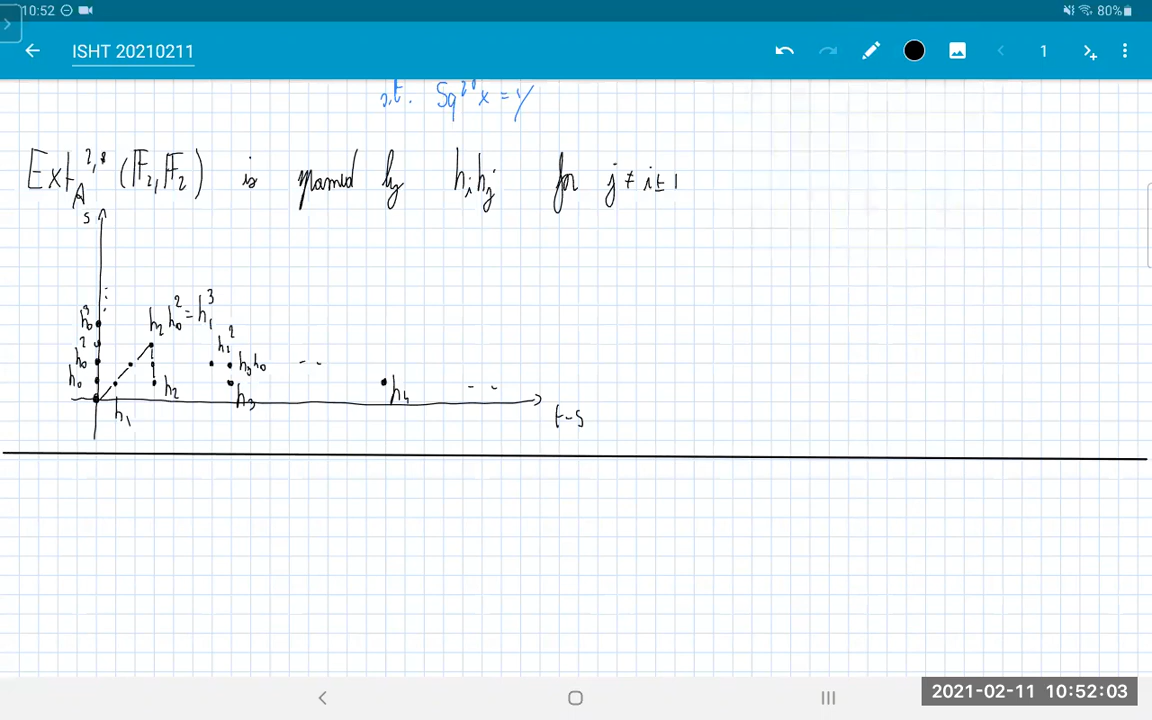 10:52
80%
ISHT 20210211
1
s.t. Sq^{2^i} x = y
Ext_A^{2,*} (F_2, F_2) is spanned by h_i h_j for j ≠ i ± 1
s
h_0^3
h_2 h_0^2 = h_1^3
h_0^2
h_1^2
h_3 h_0
h_0
h_2
h_3
h_4
h_1
t-s
2021-02-11 10:52:03